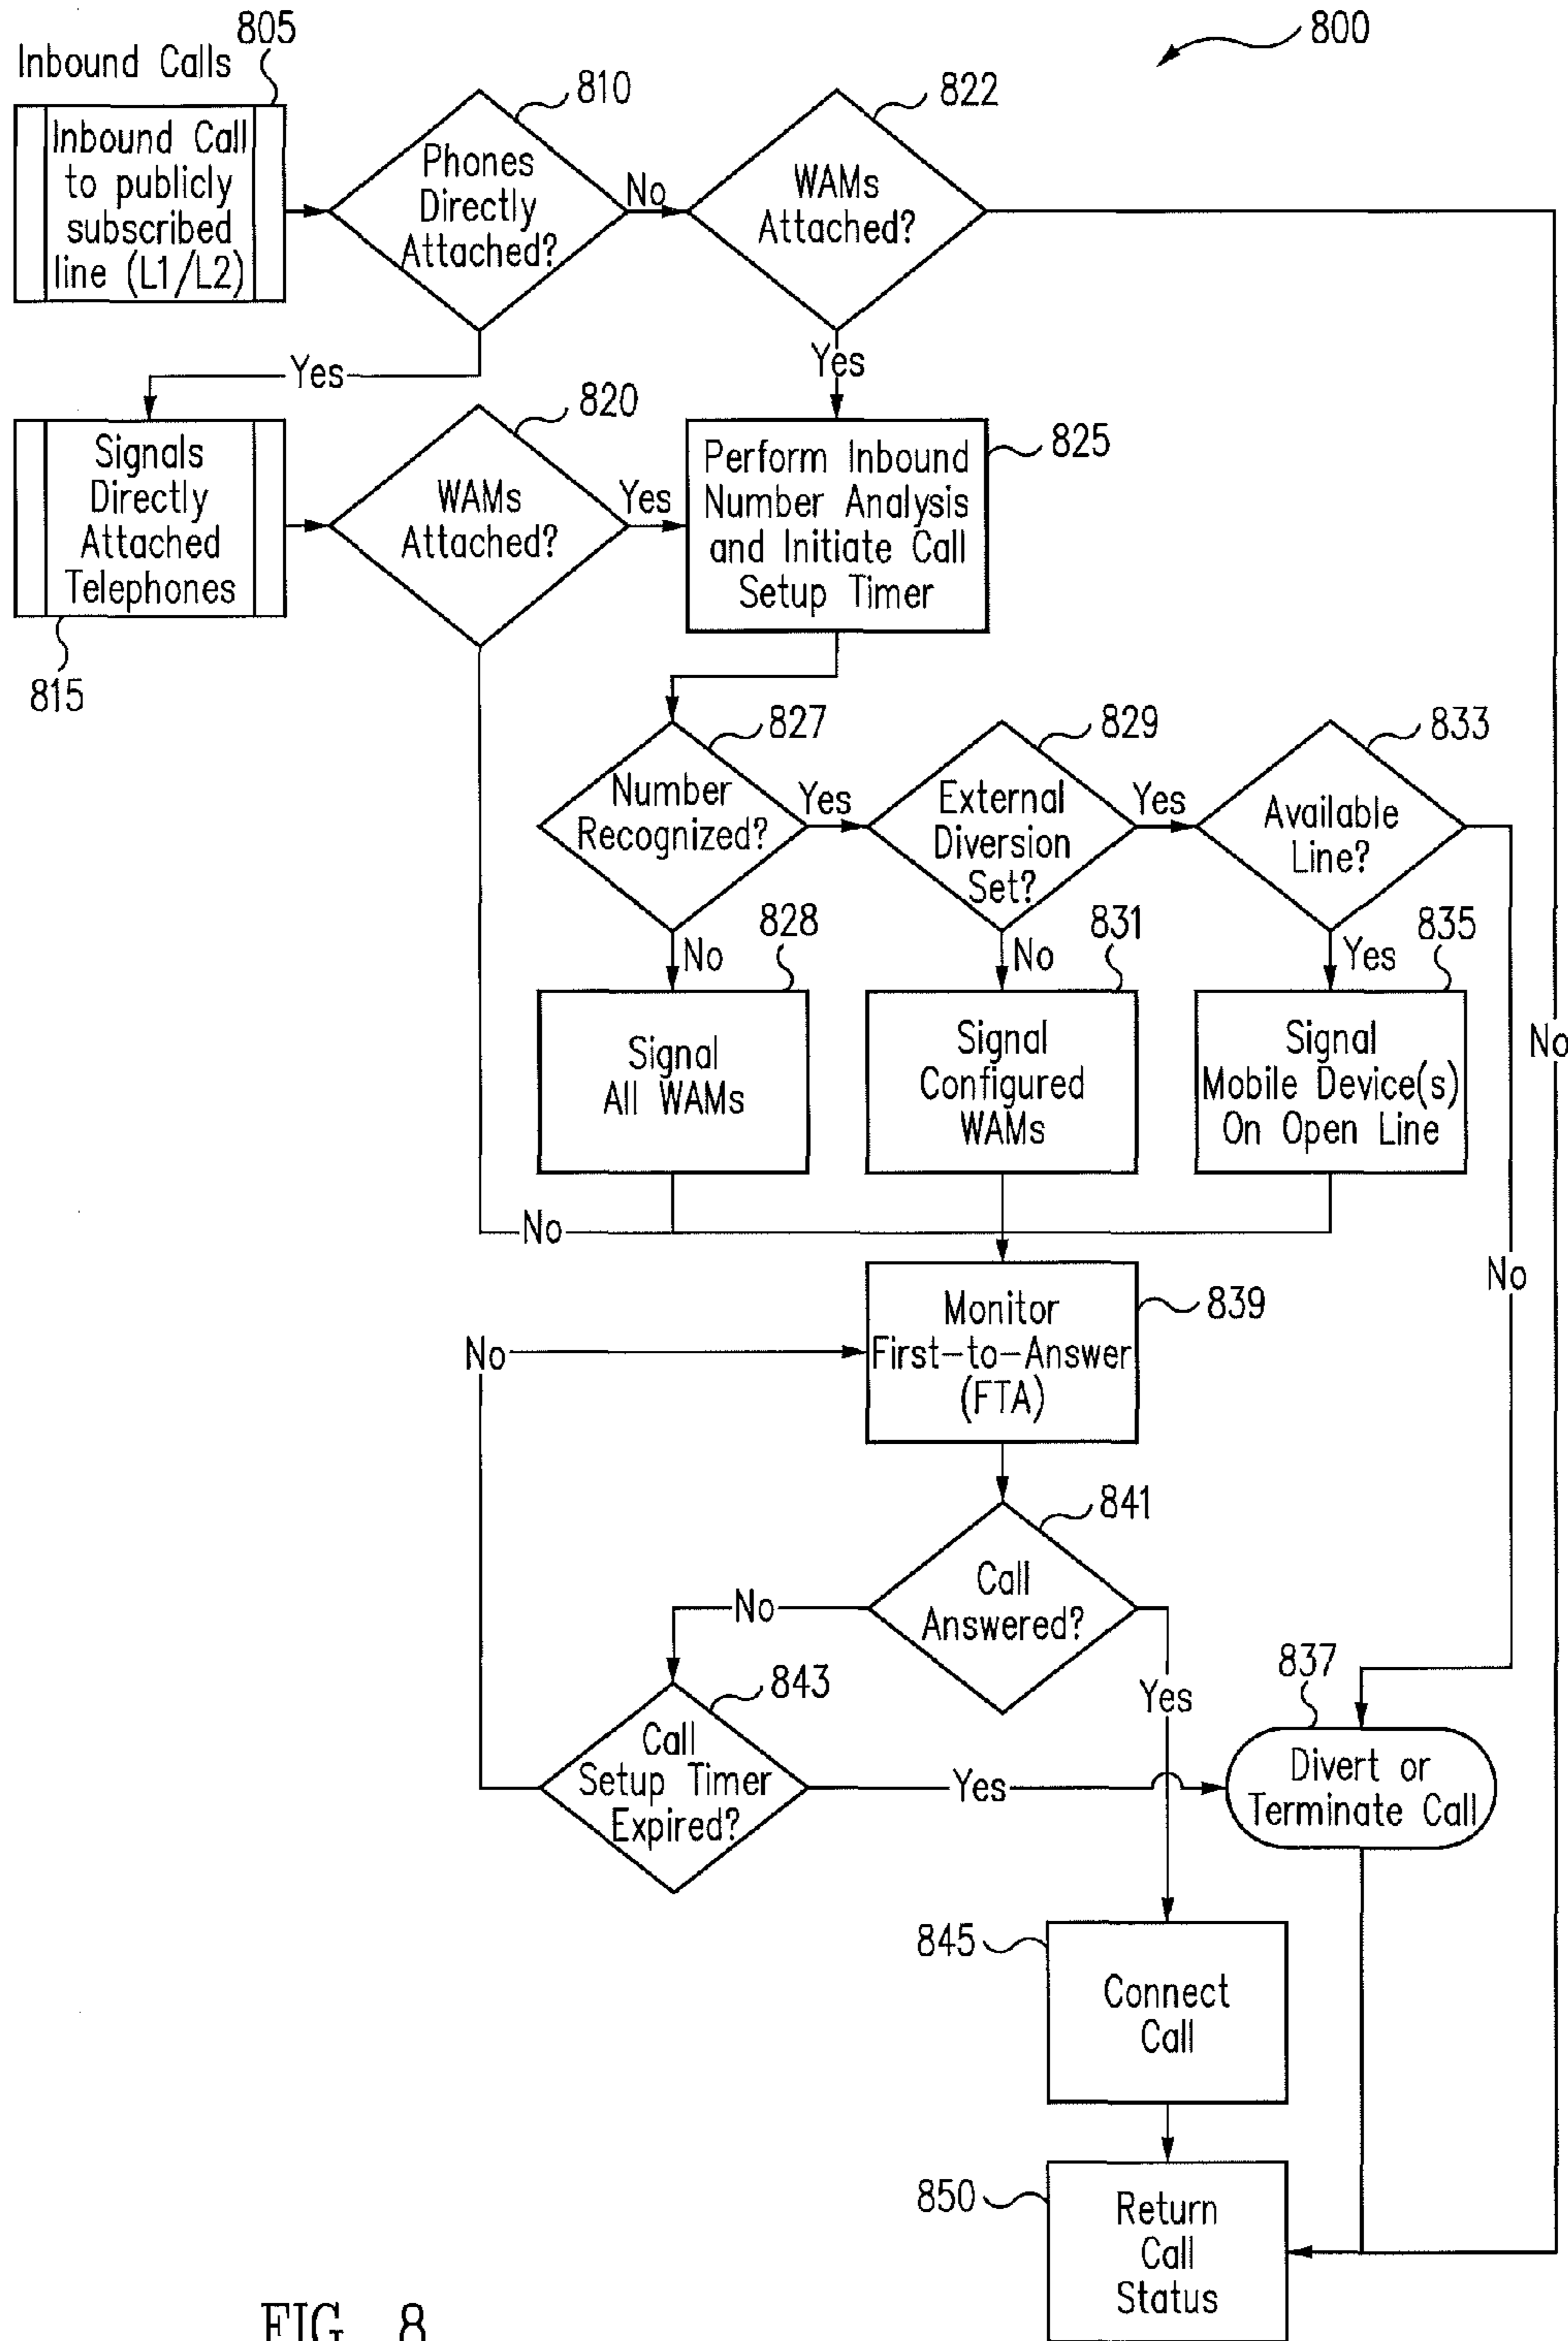 800
Inbound Calls
805
Inbound Call
to publicly
subscribed
line (L1/L2)
810
Phones
Directly
Attached?
No
822
WAMs
Attached?
Yes
Yes
Signals
Directly
Attached
Telephones
815
820
WAMs
Attached?
Yes
825
Perform Inbound
Number Analysis
and Initiate Call
Setup Timer
827
Number
Recognized?
Yes
829
External
Diversion
Set?
Yes
833
Available
Line?
No
828
No
831
Yes
835
No
Signal
All WAMs
Signal
Configured
WAMs
Signal
Mobile Device(s)
On Open Line
No
No
839
Monitor
First-to-Answer
(FTA)
No
841
Call
Answered?
No
Yes
843
Call
Setup Timer
Expired?
Yes
837
Divert or
Terminate Call
845
Connect
Call
850
Return
Call
Status
FIG. 8